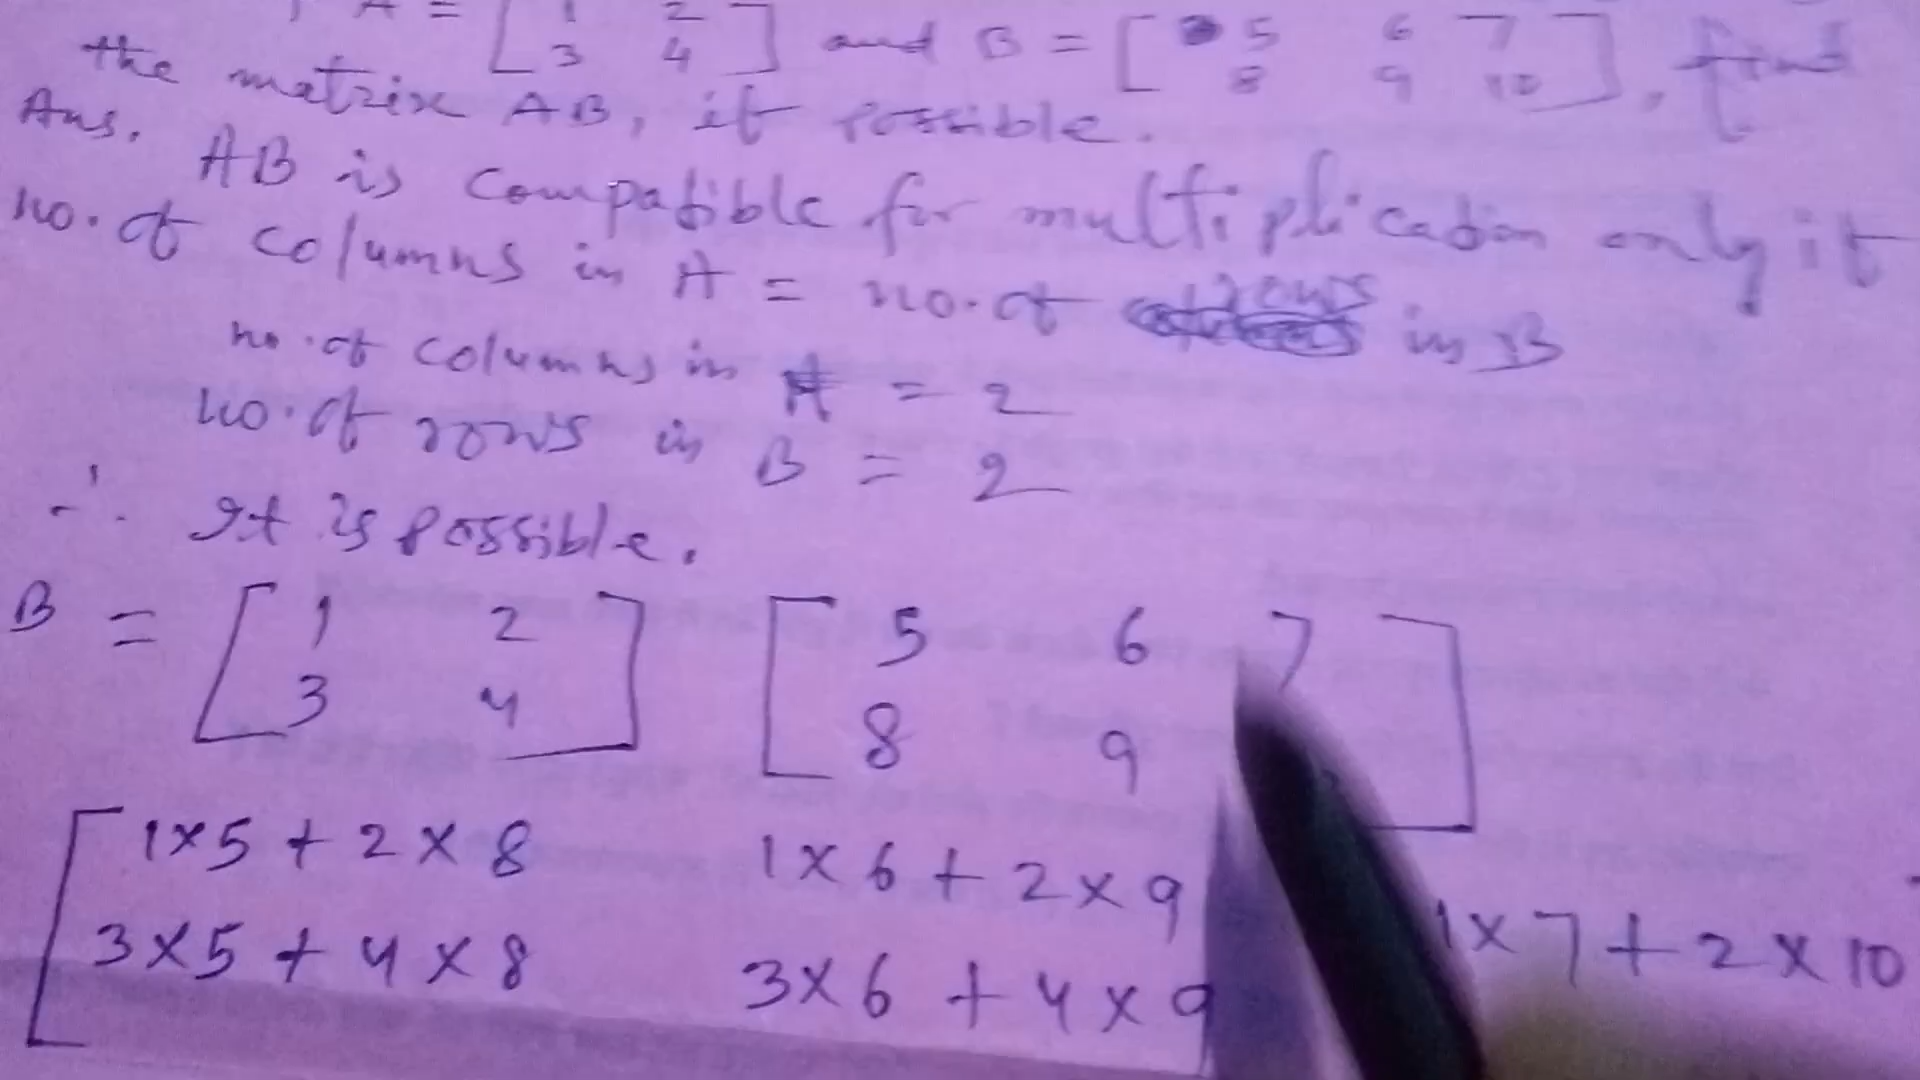 A = [ 1 2 and B = [ 5 6 7
3 4 ] 8 9 10 ], find
the matrix AB, if possible.
Ans. AB is compatible for multiplication only if
no. of columns in A = no. of rows in B
no. of columns in A = 2
no. of rows in B = 2
∴ It is possible.
B = [ 1 2 ] [ 5 6 7 ]
3 4 8 9
[ 1×5 + 2×8 1×6 + 2×9 1×7 + 2×10
3×5 + 4×8 3×6 + 4×9